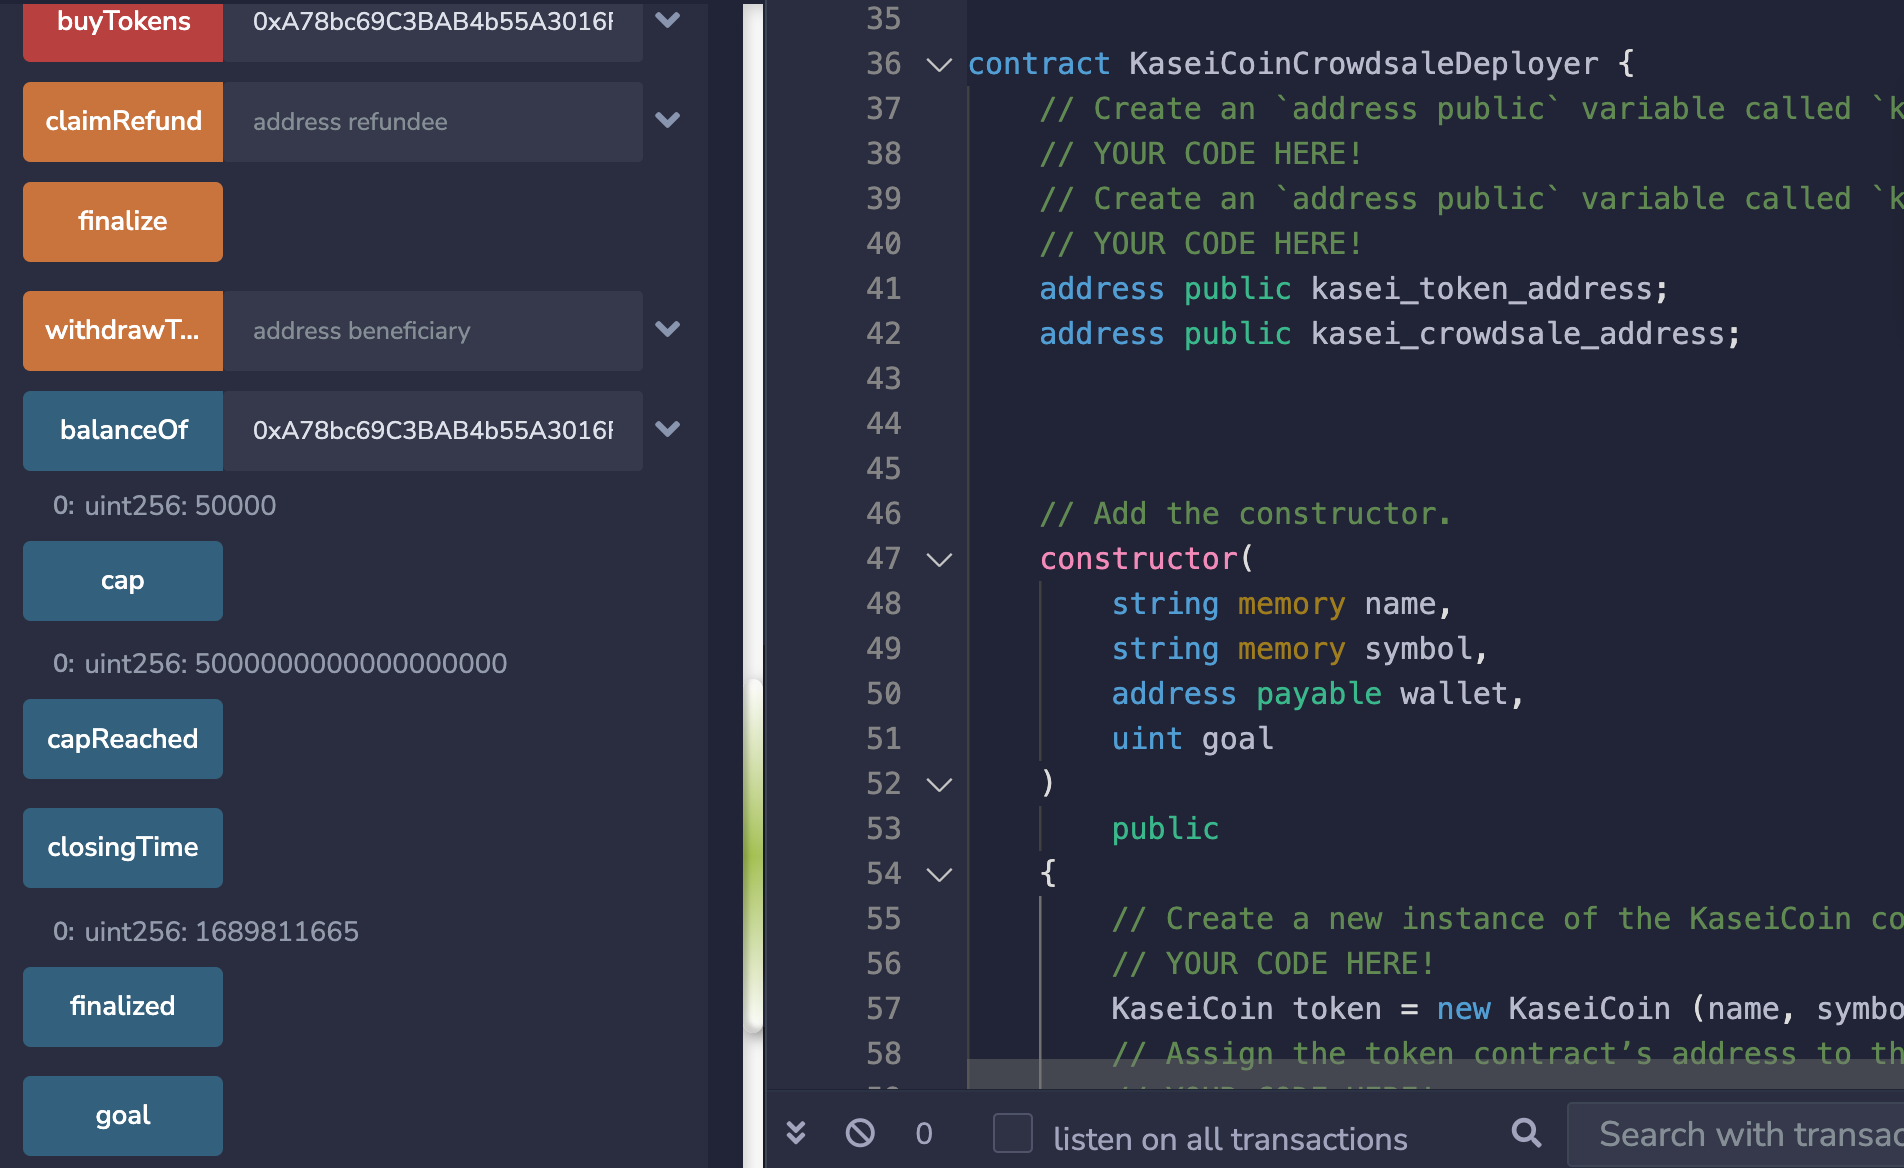 buyTokens 0xA78bc69C3BAB4b55A3016F
claimRefund address refundee
finalize
withdrawT... address beneficiary
balanceOf 0xA78bc69C3BAB4b55A3016F
0: uint256: 50000
cap
0: uint256: 5000000000000000000
capReached
closingTime
0: uint256: 1689811665
finalized
goal
35
36 contract KaseiCoinCrowdsaleDeployer {
37 // Create an `address public` variable called `k
38 // YOUR CODE HERE!
39 // Create an `address public` variable called `k
40 // YOUR CODE HERE!
41 address public kasei_token_address;
42 address public kasei_crowdsale_address;
43
44
45
46 // Add the constructor.
47 constructor(
48 string memory name,
49 string memory symbol,
50 address payable wallet,
51 uint goal
52 )
53 public
54 {
55 // Create a new instance of the KaseiCoin co
56 // YOUR CODE HERE!
57 KaseiCoin token = new KaseiCoin (name, symbo
58 // Assign the token contract’s address to th
0 listen on all transactions Search with transac